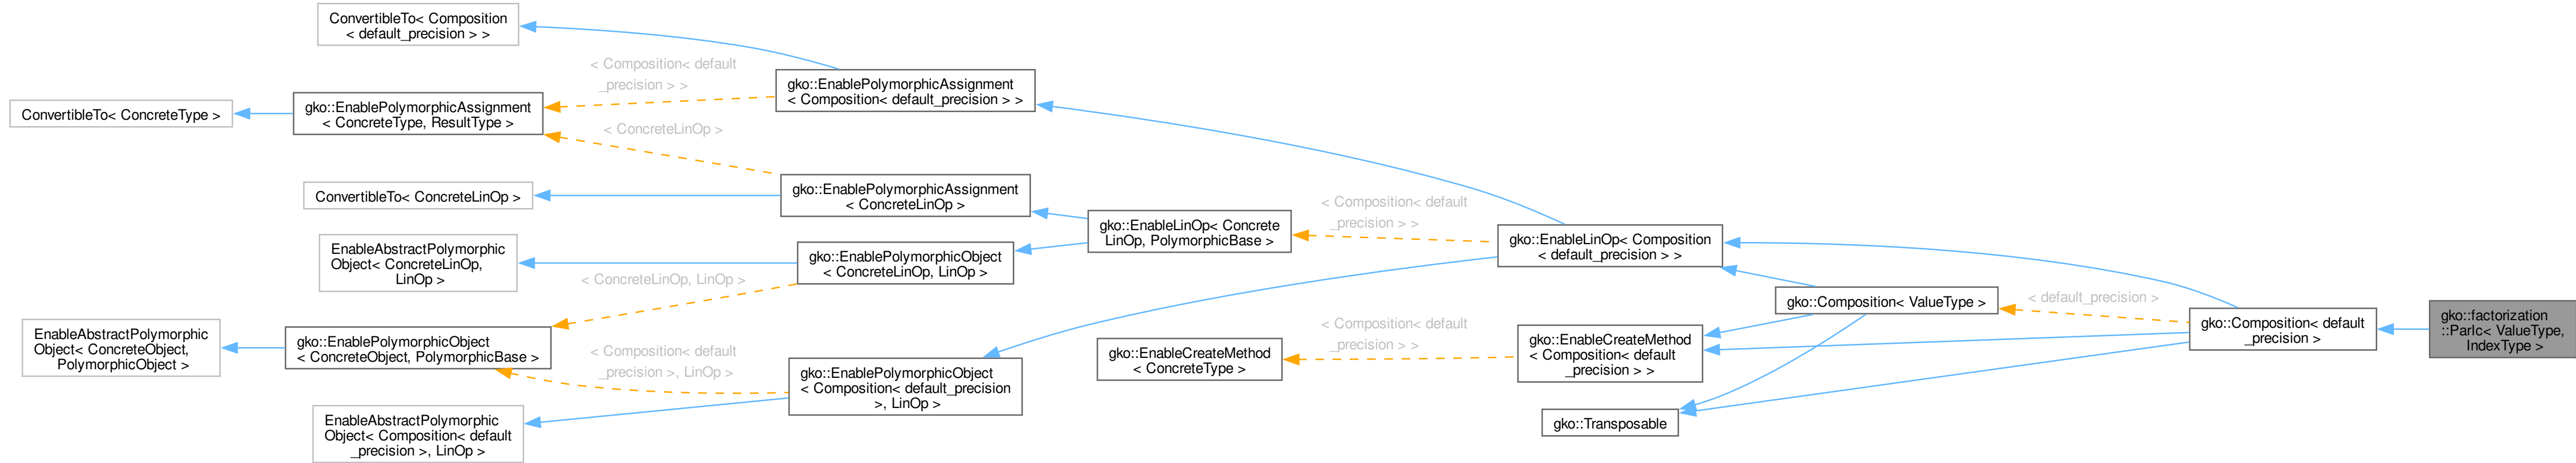 ConvertibleTo< Composition
< default_precision > >
ConvertibleTo< ConcreteType >
gko::EnablePolymorphicAssignment
< ConcreteType, ResultType >
< Composition< default
_precision > >
< ConcreteLinOp >
gko::EnablePolymorphicAssignment
< Composition< default_precision > >
ConvertibleTo< ConcreteLinOp >
gko::EnablePolymorphicAssignment
< ConcreteLinOp >
EnableAbstractPolymorphic
Object< ConcreteLinOp,
LinOp >
gko::EnablePolymorphicObject
< ConcreteLinOp, LinOp >
gko::EnableLinOp< Concrete
LinOp, PolymorphicBase >
< Composition< default
_precision > >
gko::EnableLinOp< Composition
< default_precision > >
< ConcreteLinOp, LinOp >
EnableAbstractPolymorphic
Object< ConcreteObject,
PolymorphicObject >
gko::EnablePolymorphicObject
< ConcreteObject, PolymorphicBase >
< Composition< default
_precision >, LinOp >
gko::EnablePolymorphicObject
< Composition< default_precision
>, LinOp >
EnableAbstractPolymorphic
Object< Composition< default
_precision >, LinOp >
gko::EnableCreateMethod
< ConcreteType >
< Composition< default
_precision > >
gko::EnableCreateMethod
< Composition< default
_precision > >
gko::Transposable
gko::Composition< ValueType >
< default_precision >
gko::Composition< default
_precision >
gko::factorization
::ParIc< ValueType,
IndexType >